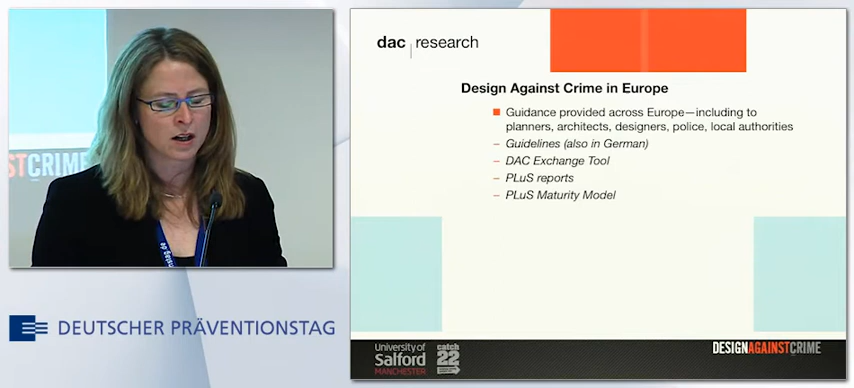 STCRIME
DEUTSCHER PRÄVENTIONSTAG
dac research
Design Against Crime in Europe
Guidance provided across Europe—including to
planners, architects, designers, police, local authorities
– Guidelines (also in German)
– DAC Exchange Tool
– PLuS reports
– PLuS Maturity Model
University of
Salford
MANCHESTER
catch
22
DESIGNAGAINSTCRIME